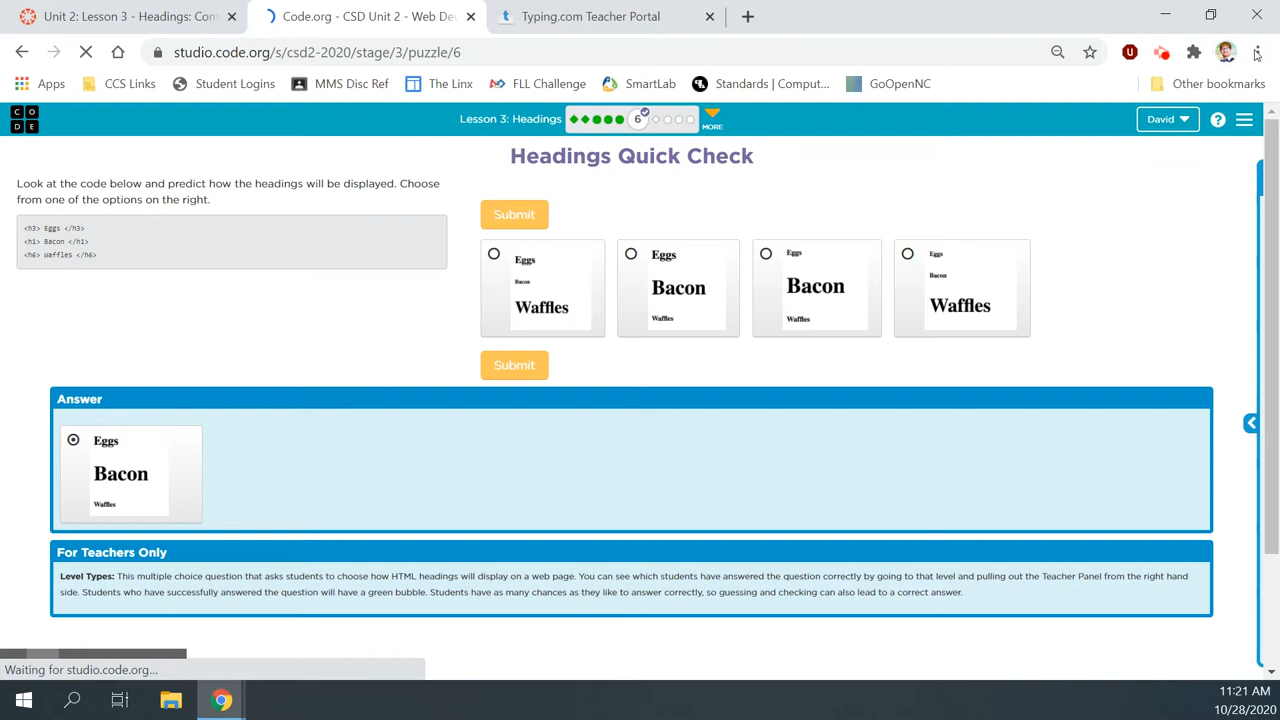 Unit 2: Lesson 3 - Headings: Com
Code.org - CSD Unit 2 - Web De
Typing.com Teacher Portal
studio.code.org/s/csd2-2020/stage/3/puzzle/6
Apps
CCS Links
Student Logins
MMS Disc Ref
The Linx
FLL Challenge
SmartLab
Standards | Comput...
GoOpenNC
Other bookmarks
C O
D E
Lesson 3: Headings
6
MORE
David
Headings Quick Check
Look at the code below and predict how the headings will be displayed. Choose
from one of the options on the right.
<h3> Eggs </h3>
<h1> Bacon </h1>
<h6> Waffles </h6>
Submit
Eggs
Bacon
Waffles
Eggs
Bacon
Waffles
Eggs
Bacon
Waffles
Eggs
Bacon
Waffles
Submit
Answer
Eggs
Bacon
Waffles
For Teachers Only
Level Types: This multiple choice question that asks students to choose how HTML headings will display on a web page. You can see which students have answered the question correctly by going to that level and pulling out the Teacher Panel from the right hand
side. Students who have successfully answered the question will have a green bubble. Students have as many chances as they like to answer correctly, so guessing and checking can also lead to a correct answer.
Waiting for studio.code.org...
11:21 AM
10/28/2020